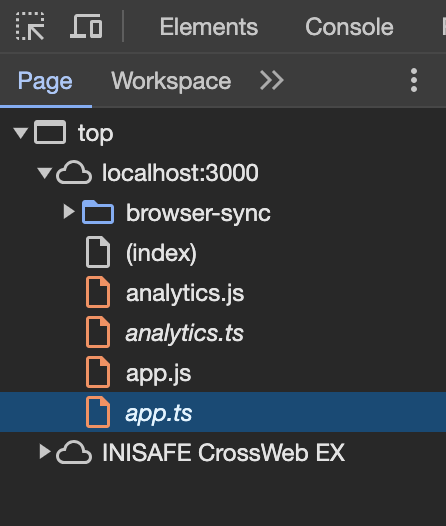 Elements Console
Page Workspace
top
localhost:3000
browser-sync
(index)
analytics.js
analytics.ts
app.js
app.ts
INISAFE CrossWeb EX